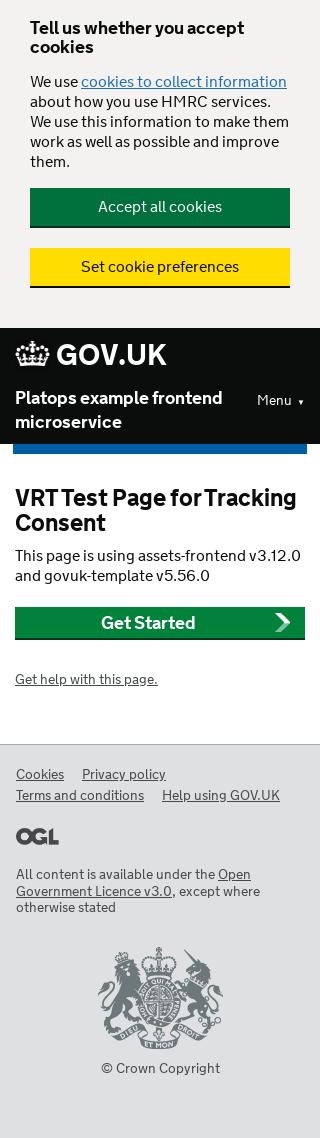 Tell us whether you accept
cookies
We use cookies to collect information
about how you use HMRC services.
We use this information to make them
work as well as possible and improve
them.
Accept all cookies
Set cookie preferences
GOV.UK
Platops example frontend
microservice
Menu ▼
VRT Test Page for Tracking
Consent
This page is using assets-frontend v3.12.0
and govuk-template v5.56.0
Get Started
Get help with this page.
Cookies Privacy policy
Terms and conditions Help using GOV.UK
OGL
All content is available under the Open
Government Licence v3.0, except where
otherwise stated
DIEU ET MON DROIT
© Crown Copyright